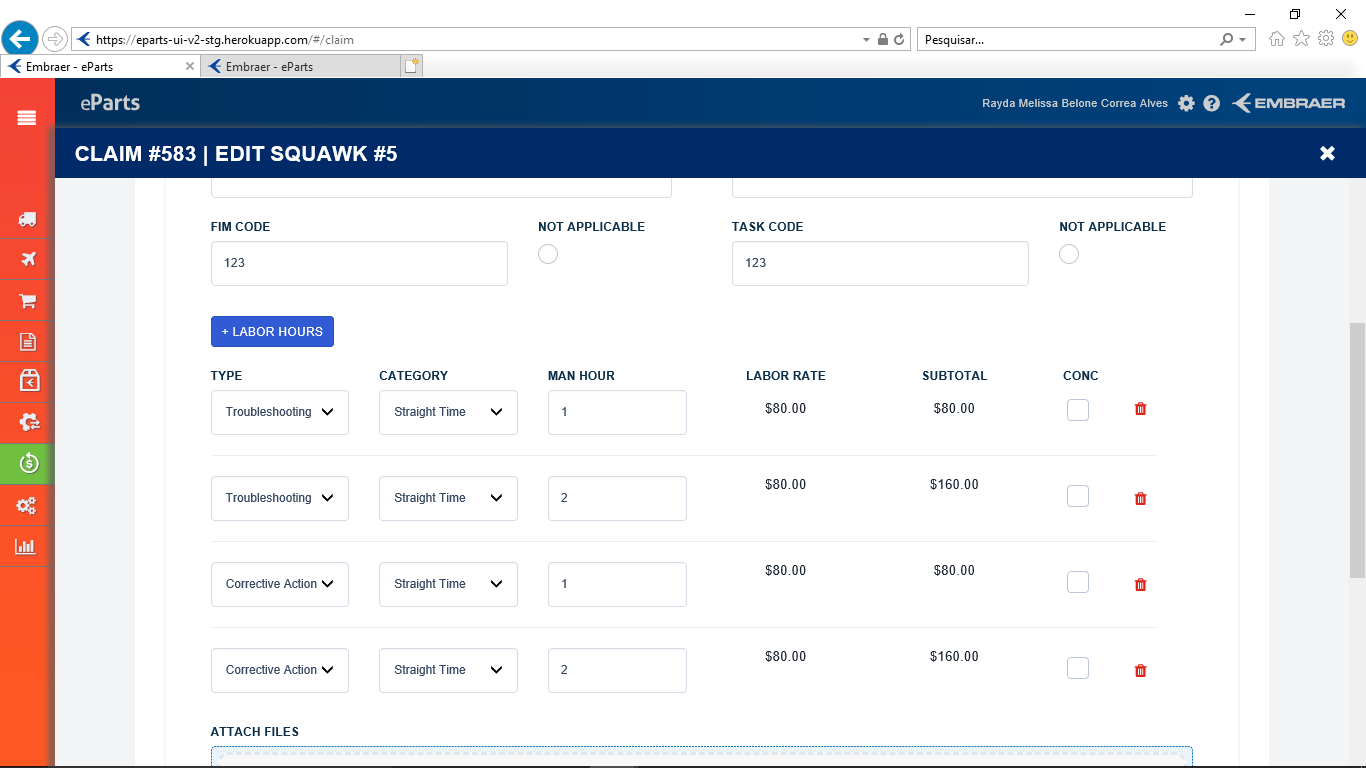 https://eparts-ui-v2-stg.herokuapp.com/#/claim
Pesquisar...
Embraer - eParts
Embraer - eParts
eParts
Rayda Melissa Belone Correa Alves
EMBRAER
CLAIM #583 | EDIT SQUAWK #5
FIM CODE NOT APPLICABLE TASK CODE NOT APPLICABLE
123 123
+ LABOR HOURS
TYPE CATEGORY MAN HOUR LABOR RATE SUBTOTAL CONC
Troubleshooting Straight Time 1 $80.00 $80.00
Troubleshooting Straight Time 2 $80.00 $160.00
Corrective Action Straight Time 1 $80.00 $80.00
Corrective Action Straight Time 2 $80.00 $160.00
ATTACH FILES